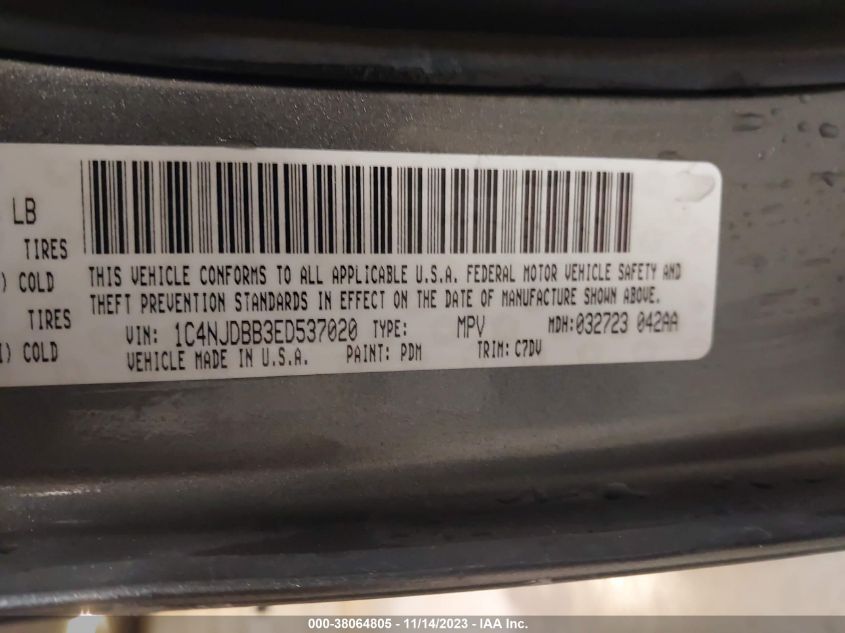 LB
TIRES
) COLD
TIRES
I) COLD
THIS VEHICLE CONFORMS TO ALL APPLICABLE U.S.A. FEDERAL MOTOR VEHICLE SAFETY AND
THEFT PREVENTION STANDARDS IN EFFECT ON THE DATE OF MANUFACTURE SHOWN ABOVE.
VIN: 1C4NJDBB3ED537020 TYPE: MPV MDH:032723 042AA
VEHICLE MADE IN U.S.A. PAINT: PDM TRIM: C7DV
000-38064805 - 11/14/2023 - IAA Inc.